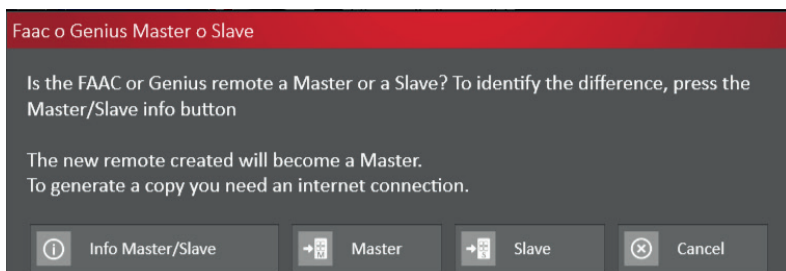 Faac o Genius Master o Slave
Is the FAAC or Genius remote a Master or a Slave? To identify the difference, press the
Master/Slave info button
The new remote created will become a Master.
To generate a copy you need an internet connection.
Info Master/Slave
Master
Slave
Cancel